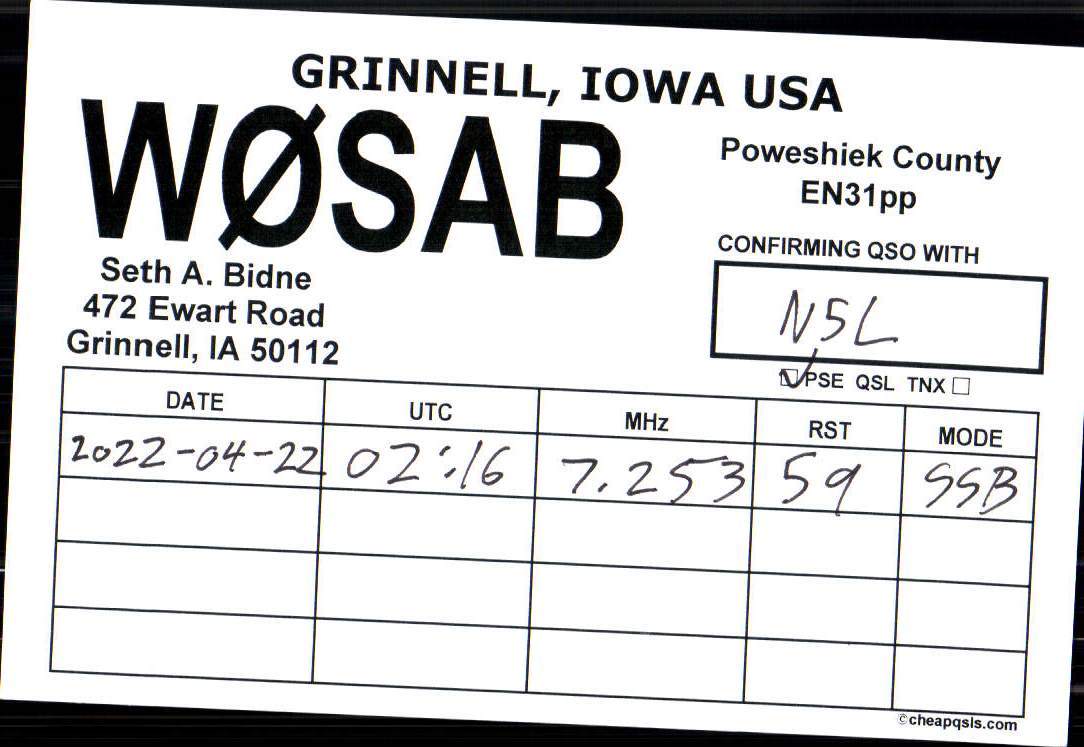 GRINNELL, IOWA USA
WØSAB
Poweshiek County
EN31pp
CONFIRMING QSO WITH
N5L
PSE QSL TNX
Seth A. Bidne
472 Ewart Road
Grinnell, IA 50112
DATE UTC MHz RST MODE
2022-04-22 02:16 7.253 59 SSB
©cheapqsls.com